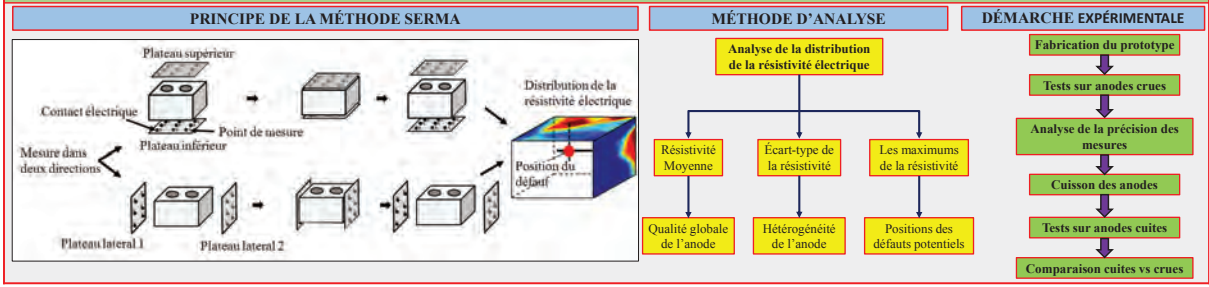 PRINCIPE DE LA MÉTHODE SERMA
Plateau supérieur
Contact électrique
Point de mesure
Plateau inférieur
Mesure dans
deux directions
Plateau lateral 1
Plateau lateral 2
Distribution de la
résistivité électrique
Position du
défaut
MÉTHODE D’ANALYSE
Analyse de la distribution
de la résistivité électrique
Résistivité
Moyenne
Écart-type de
la résistivité
Les maximums
de la résistivité
Qualité globale
de l’anode
Hétérogénéité
de l’anode
Positions des
défauts potentiels
DÉMARCHE EXPÉRIMENTALE
Fabrication du prototype
Tests sur anodes crues
Analyse de la précision des
mesures
Cuisson des anodes
Tests sur anodes cuites
Comparaison cuites vs crues